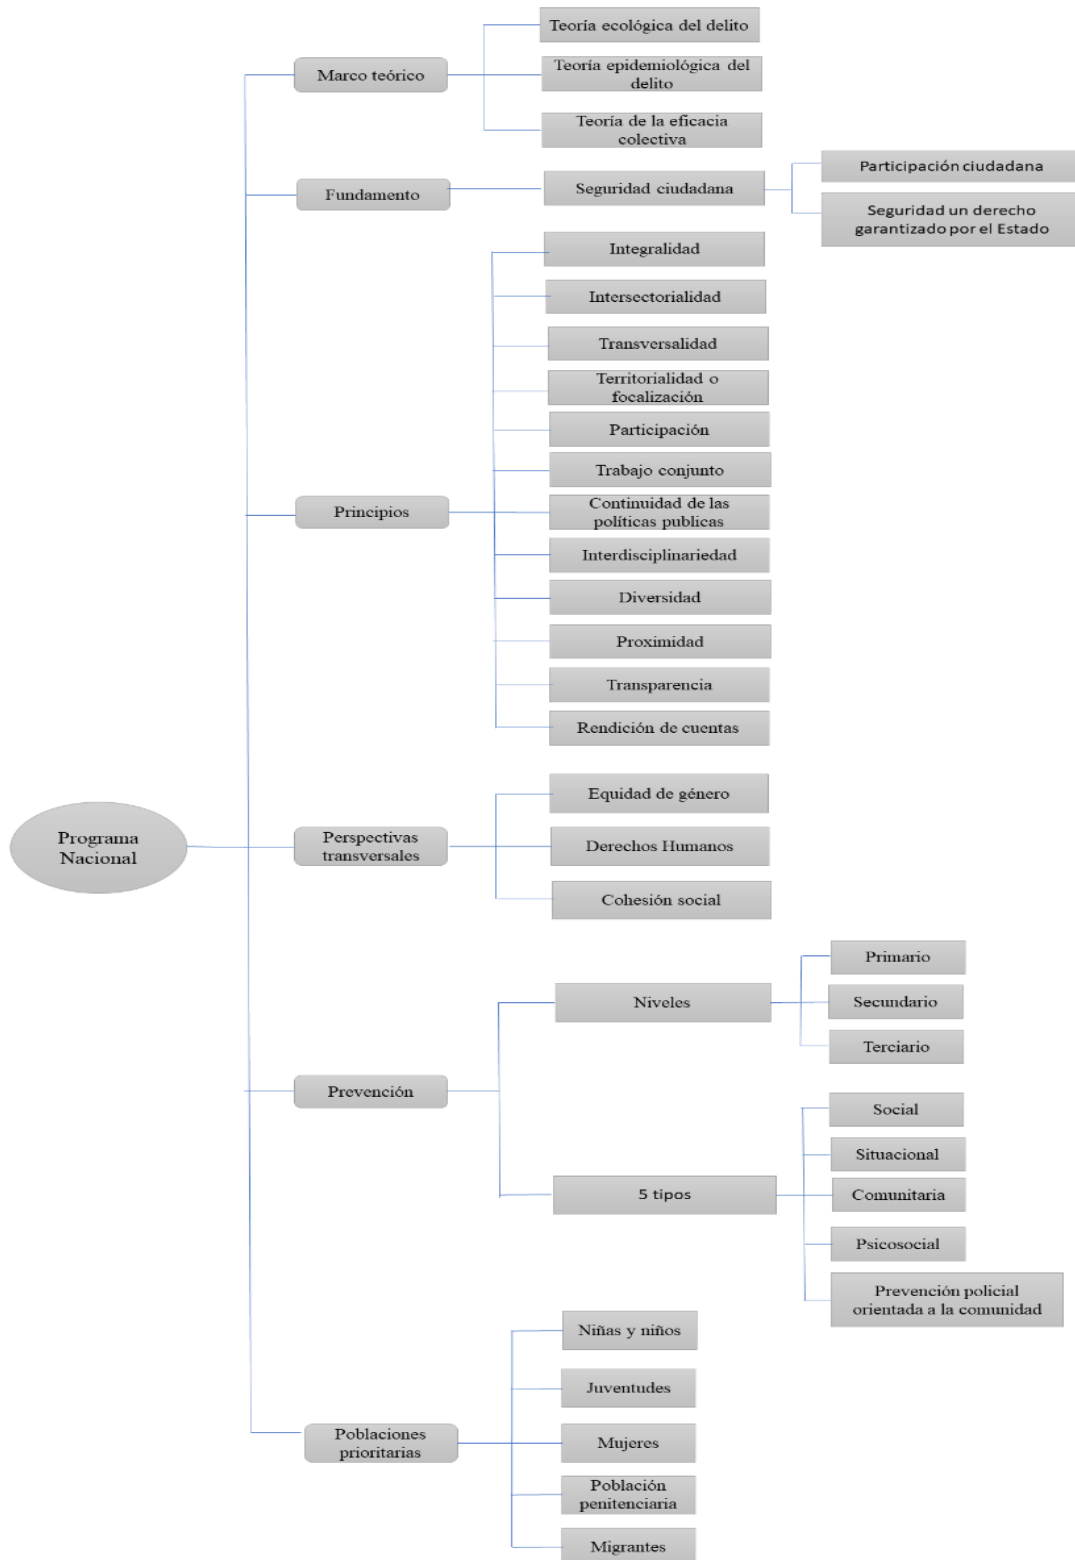 Teoría ecológica del delito
Marco teórico
Teoría epidemiológica del
delito
Teoría de la eficacia
colectiva
Fundamento
Seguridad ciudadana
Participación ciudadana
Seguridad un derecho
garantizado por el Estado
Principios
Integralidad
Intersectorialidad
Transversalidad
Territorialidad o
focalización
Participación
Trabajo conjunto
Continuidad de las
políticas publicas
Interdisciplinariedad
Diversidad
Proximidad
Transparencia
Rendición de cuentas
Programa
Nacional
Perspectivas
transversales
Equidad de género
Derechos Humanos
Cohesión social
Prevención
Niveles
Primario
Secundario
Terciario
5 tipos
Social
Situacional
Comunitaria
Psicosocial
Prevención policial
orientada a la comunidad
Poblaciones
prioritarias
Niñas y niños
Juventudes
Mujeres
Población
penitenciaria
Migrantes